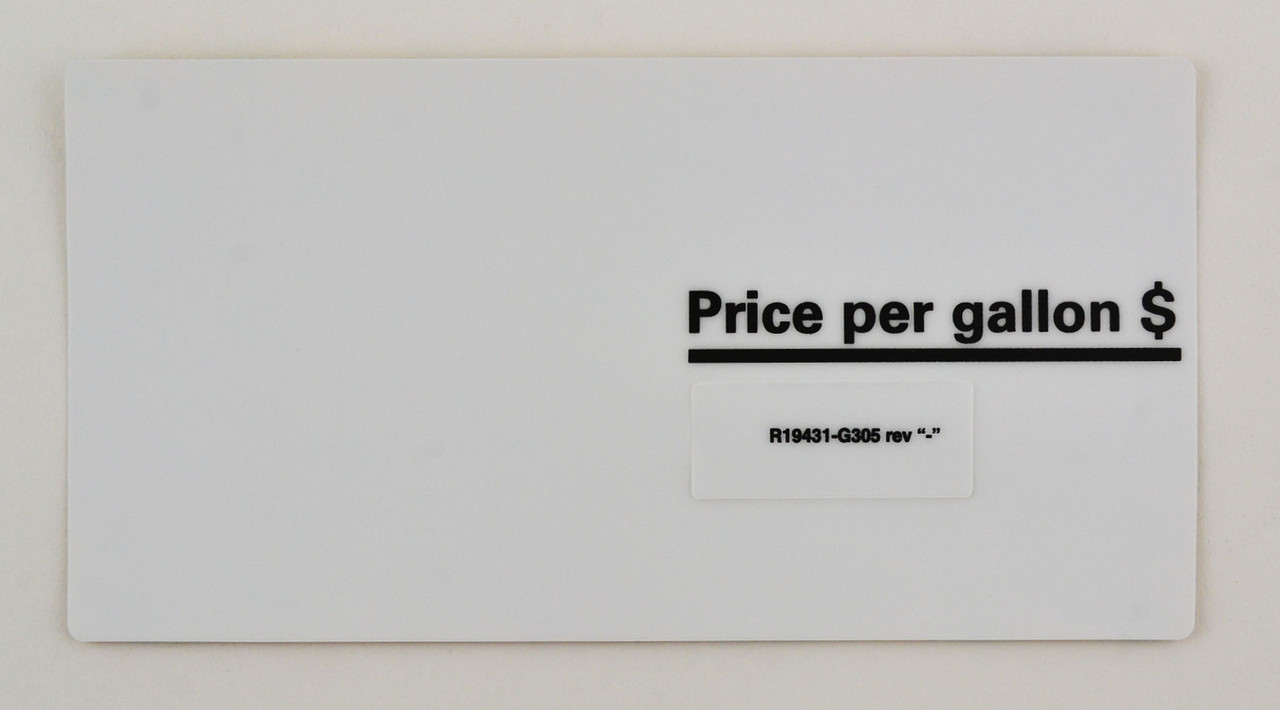 Price per gallon $
R19431-G305 rev “-”